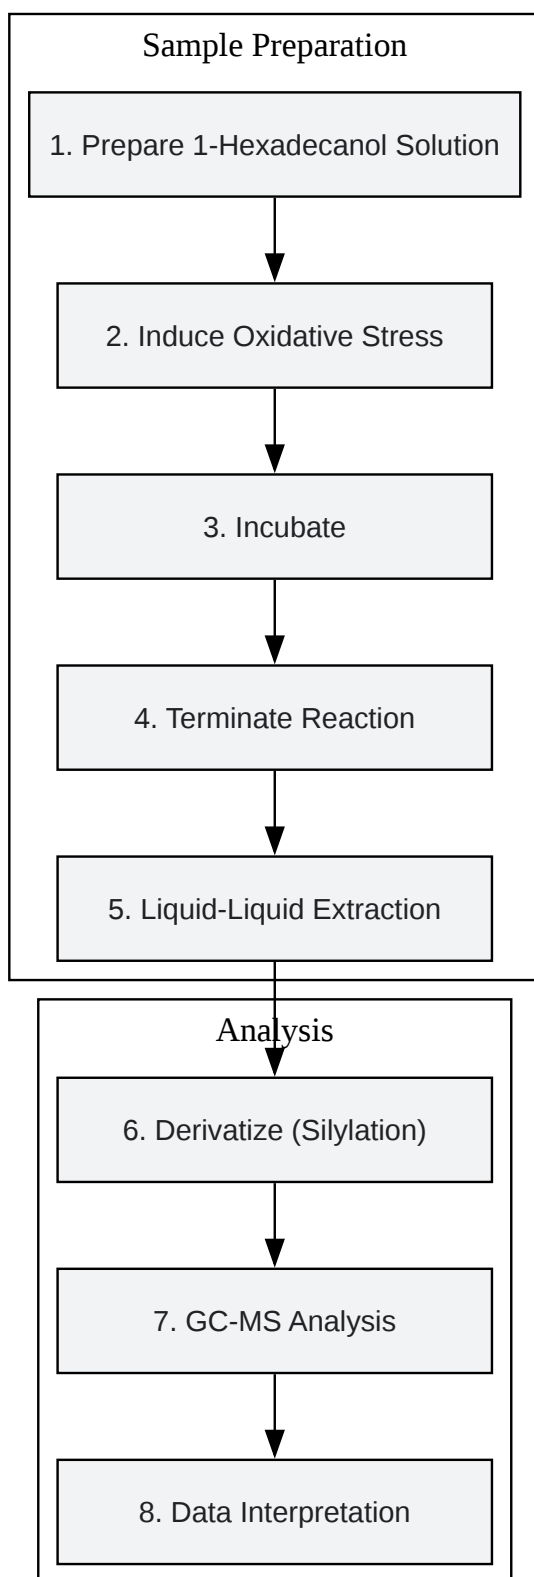 Sample Preparation
1. Prepare 1-Hexadecanol Solution
2. Induce Oxidative Stress
3. Incubate
4. Terminate Reaction
5. Liquid-Liquid Extraction
Analysis
6. Derivatize (Silylation)
7. GC-MS Analysis
8. Data Interpretation